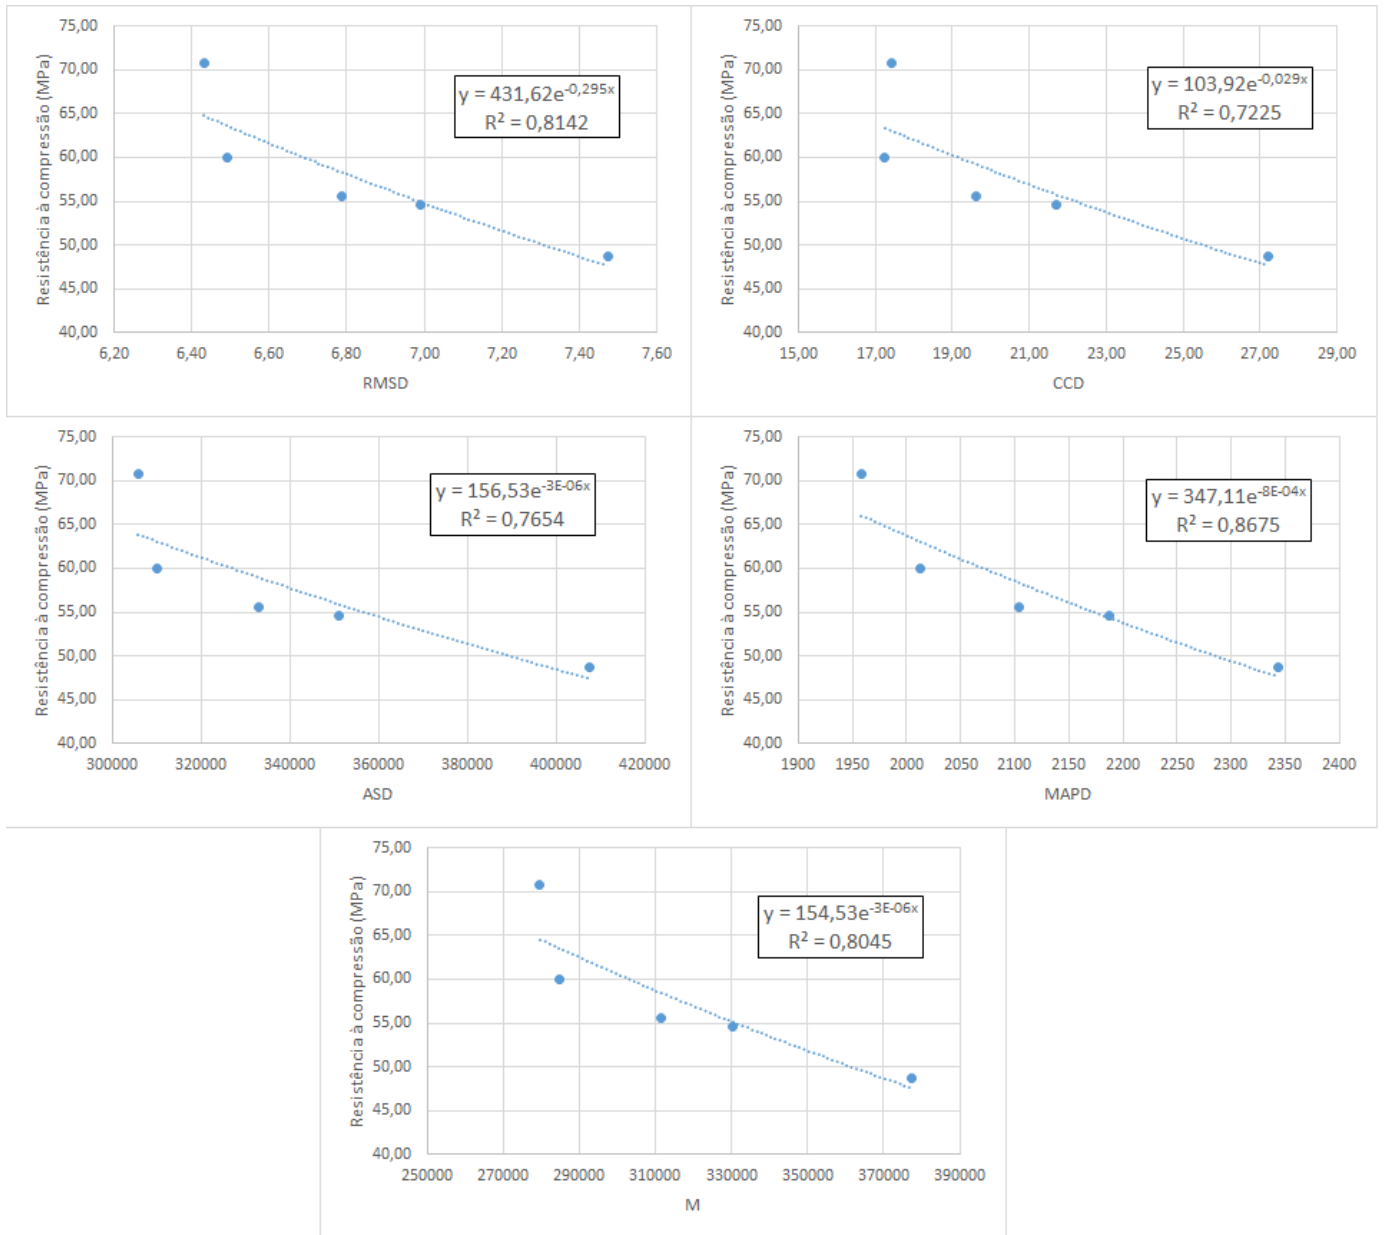 75,00
70,00
65,00
60,00
55,00
50,00
45,00
40,00
Resistência à compressão (MPa)
y = 431,62e^-0,295x
R² = 0,8142
6,20 6,40 6,60 6,80 7,00 7,20 7,40 7,60
RMSD
75,00
70,00
65,00
60,00
55,00
50,00
45,00
40,00
Resistência à compressão (MPa)
y = 103,92e^-0,029x
R² = 0,7225
15,00 17,00 19,00 21,00 23,00 25,00 27,00 29,00
CCD
75,00
70,00
65,00
60,00
55,00
50,00
45,00
40,00
Resistência à compressão (MPa)
y = 156,53e^-3E-06x
R² = 0,7654
300000 320000 340000 360000 380000 400000 420000
ASD
75,00
70,00
65,00
60,00
55,00
50,00
45,00
40,00
Resistência à compressão (MPa)
y = 347,11e^-8E-04x
R² = 0,8675
1900 1950 2000 2050 2100 2150 2200 2250 2300 2350 2400
MAPD
75,00
70,00
65,00
60,00
55,00
50,00
45,00
40,00
Resistência à compressão (MPa)
y = 154,53e^-3E-06x
R² = 0,8045
250000 270000 290000 310000 330000 350000 370000 390000
M